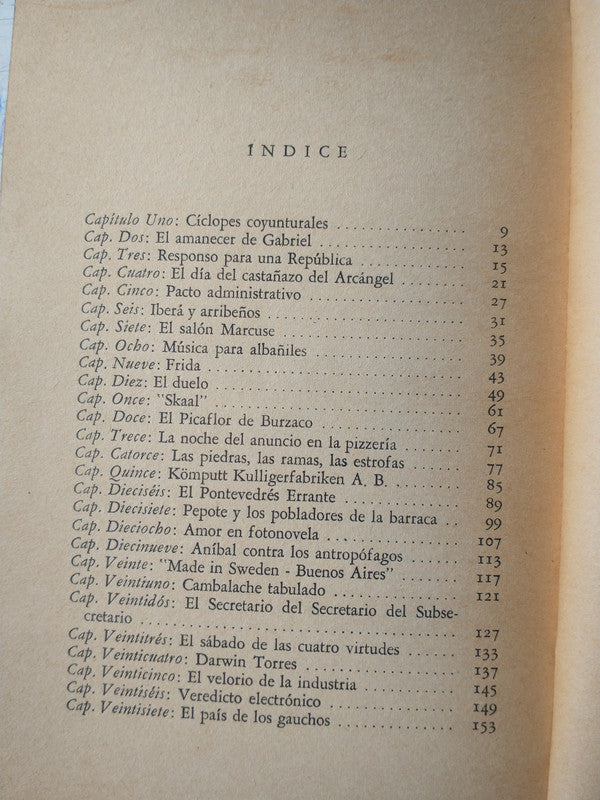 ÍNDICE
Capítulo Uno: Cíclopes coyunturales . . . . . . . . . . . . . . 9
Cap. Dos: El amanecer de Gabriel . . . . . . . . . . . . . . . . 13
Cap. Tres: Responso para una República . . . . . . . . . . . . 15
Cap. Cuatro: El día del castañazo del Arcángel . . . . . . . 21
Cap. Cinco: Pacto administrativo . . . . . . . . . . . . . . . . 27
Cap. Seis: Iberá y arribeños . . . . . . . . . . . . . . . . . . . 31
Cap. Siete: El salón Marcuse . . . . . . . . . . . . . . . . . . . 35
Cap. Ocho: Música para albañiles . . . . . . . . . . . . . . . . 39
Cap. Nueve: Frida . . . . . . . . . . . . . . . . . . . . . . . . . . 43
Cap. Diez: El duelo . . . . . . . . . . . . . . . . . . . . . . . . . 49
Cap. Once: "Skaal" . . . . . . . . . . . . . . . . . . . . . . . . . 61
Cap. Doce: El Picaflor de Burzaco . . . . . . . . . . . . . . . 67
Cap. Trece: La noche del anuncio en la pizzería . . . . . . 71
Cap. Catorce: Las piedras, las ramas, las estrofas . . . . . 77
Cap. Quince: Kömputt Kulligerfabriken A. B. . . . . . . . 85
Cap. Dieciséis: El Pontevedrés Errante . . . . . . . . . . . . 89
Cap. Diecisiete: Pepote y los pobladores de la barraca . . 99
Cap. Dieciocho: Amor en fotonovela . . . . . . . . . . . . . 107
Cap. Diecinueve: Aníbal contra los antropófagos . . . . . 113
Cap. Veinte: "Made in Sweden - Buenos Aires" . . . . . . 117
Cap. Veintiuno: Cambalache tabulado . . . . . . . . . . . . 121
Cap. Veintidós: El Secretario del Secretario del Subse-
cretario . . . . . . . . . . . . . . . . . . . . . . . . . . . . . . . 127
Cap. Veintitrés: El sábado de las cuatro virtudes . . . . . 133
Cap. Veinticuatro: Darwin Torres . . . . . . . . . . . . . . . 137
Cap. Veinticinco: El velorio de la industria . . . . . . . . . 145
Cap. Veintiséis: Veredicto electrónico . . . . . . . . . . . . 149
Cap. Veintisiete: El país de los gauchos . . . . . . . . . . . 153